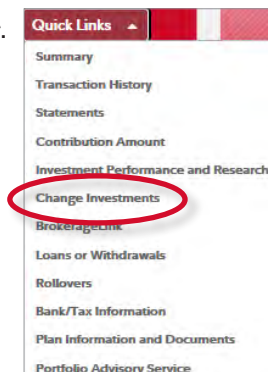 Quick Links
Summary
Transaction History
Statements
Contribution Amount
Investment Performance and Research
Change Investments
BrokerageLink
Loans or Withdrawals
Rollovers
Bank/Tax Information
Plan Information and Documents
Portfolio Advisory Service